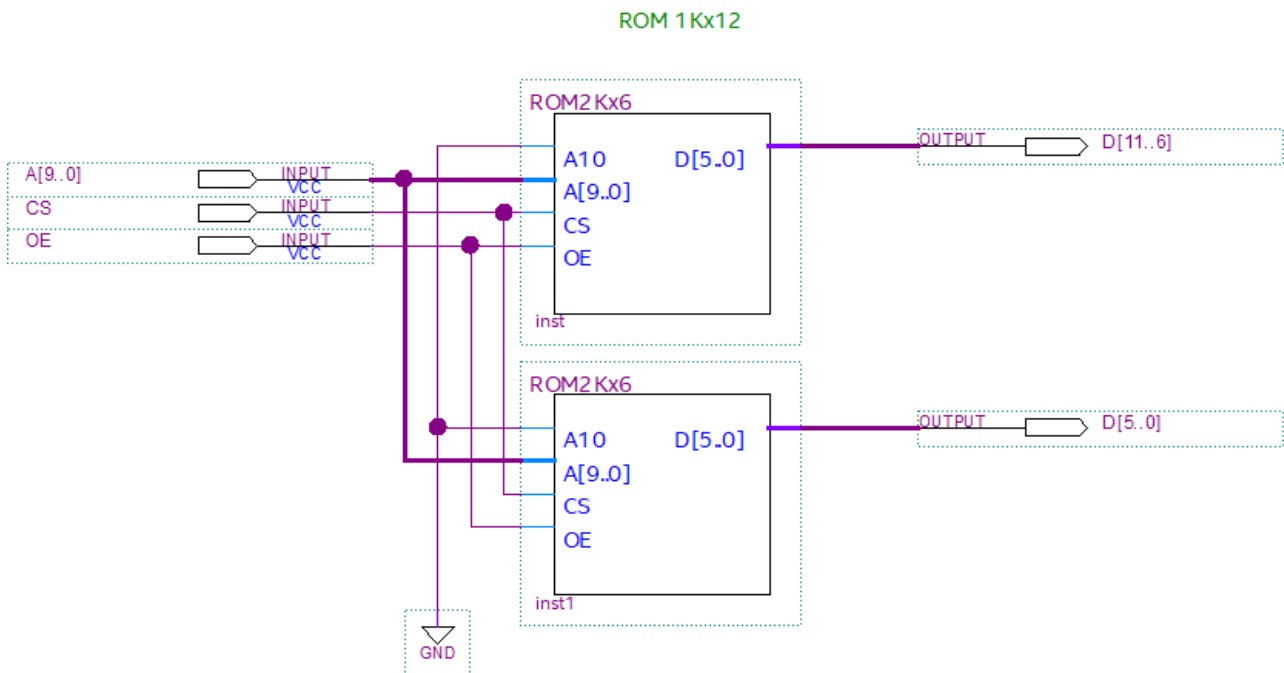 ROM 1Kx12
ROM2Kx6
A[9..0]
INPUT
VCC
CS
INPUT
VCC
OE
INPUT
VCC
A10
D[5..0]
A[9..0]
CS
OE
inst
OUTPUT
D[11..6]
ROM2Kx6
A10
D[5..0]
A[9..0]
CS
OE
inst1
OUTPUT
D[5..0]
GND